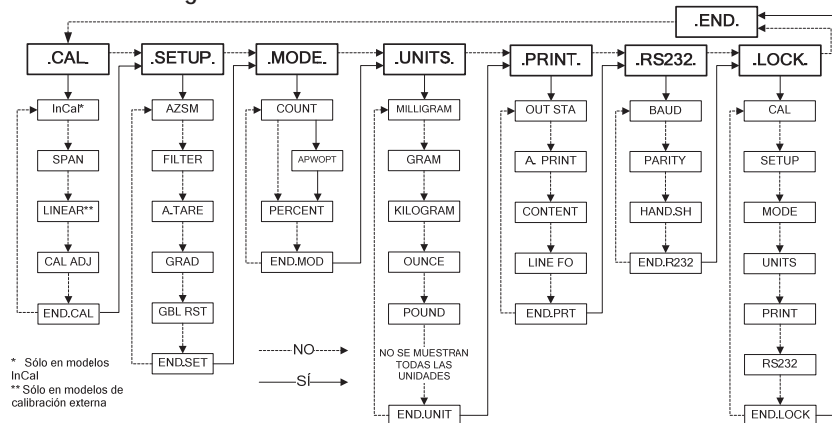 .END.
.CAL.
InCal*
SPAN
LINEAR**
CAL ADJ
END.CAL
* Sólo en modelos
InCal
** Sólo en modelos de
calibración externa
.SETUP.
AZSM
FILTER
A.TARE
GRAD
GBL RST
END.SET
.MODE.
COUNT
APWOPT
PERCENT
END.MOD
NO
SÍ
.UNITS.
MILLIGRAM
GRAM
KILOGRAM
OUNCE
POUND
NO SE MUESTRAN
TODAS LAS
UNIDADES
END.UNIT
.PRINT.
OUT STA
A. PRINT
CONTENT
LINE FO
END.PRT
.RS232.
BAUD
PARITY
HAND.SH
END.R232
.LOCK.
CAL
SETUP
MODE
UNITS
PRINT
RS232
END.LOCK